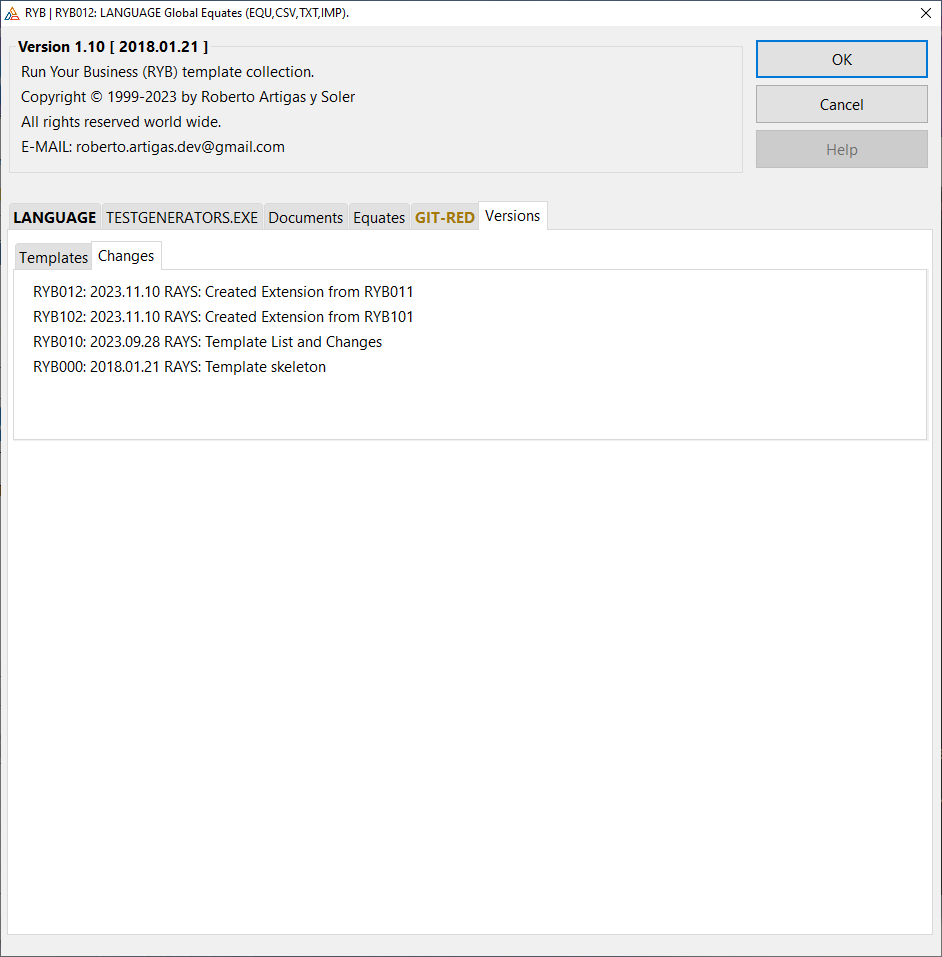 RYB | RYB012: LANGUAGE Global Equates (EQU,CSV,TXT,IMP).
Version 1.10 [ 2018.01.21 ]
Run Your Business (RYB) template collection.
Copyright © 1999-2023 by Roberto Artigas y Soler
All rights reserved world wide.
E-MAIL: roberto.artigas.dev@gmail.com
OK
Cancel
Help
LANGUAGE TESTGENERATORS.EXE Documents Equates GIT-RED Versions
Templates Changes
RYB012: 2023.11.10 RAYS: Created Extension from RYB011
RYB102: 2023.11.10 RAYS: Created Extension from RYB101
RYB010: 2023.09.28 RAYS: Template List and Changes
RYB000: 2018.01.21 RAYS: Template skeleton